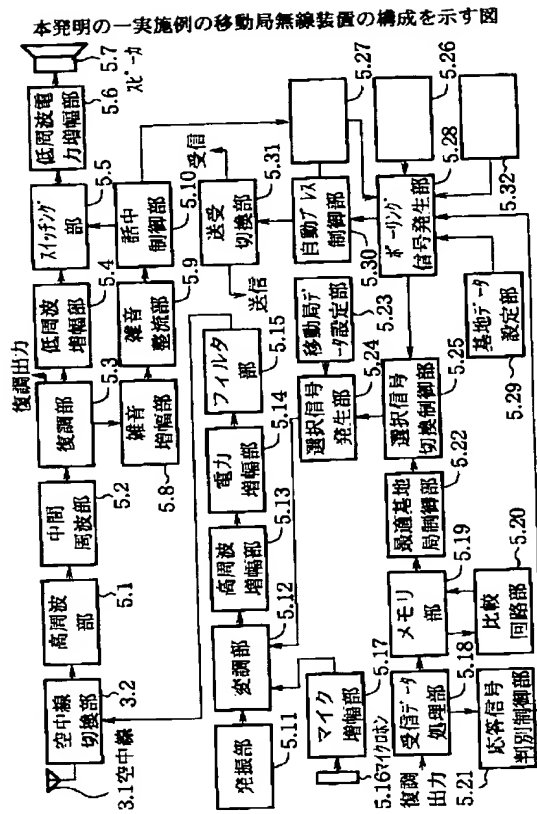 本発明の一実施例の移動局無線装置の構成を示す図
3.1空中線
空中線
切換部
3.2
高周波
部
5.1
中間
周波部
5.2
復調出力
復調部
5.3
低周波
増幅部
5.4
スイッチング
部
5.5
低周波電
力増幅部
5.6
5.7
スピーカ
雑音
増幅部
5.8
雑音
整流部
5.9
話中
制御部
5.10
発振部
5.11
変調部
5.12
高周波
増幅部
5.13
電力
増幅部
5.14
フィルタ
部
5.15
送受
切換部
5.31
受信
送信
5.16マイクロホン
マイク
増幅部
5.17
選択信号
発生部
5.24
移動局デ
ータ設定部
5.23
自動プレス
制御部
5.30
5.27
復調
出力
受信データ
処理部
5.18
メモリ
部
5.19
最適基地
局制御部
5.22
選択信号
切換制御部
5.25
ポーリング
信号発生部
5.28
5.26
応答信号
判別制御部
5.21
比較
回路部
5.20
基地データ
設定部
5.29
5.32